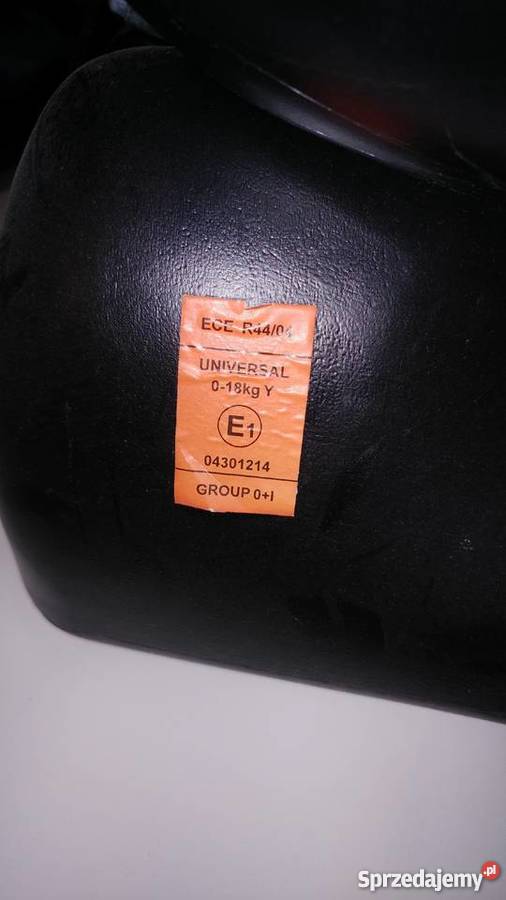 ECE R44/04
UNIVERSAL
0-18kg Y
E1
04301214
GROUP 0+I
Sprzedajemy.pl